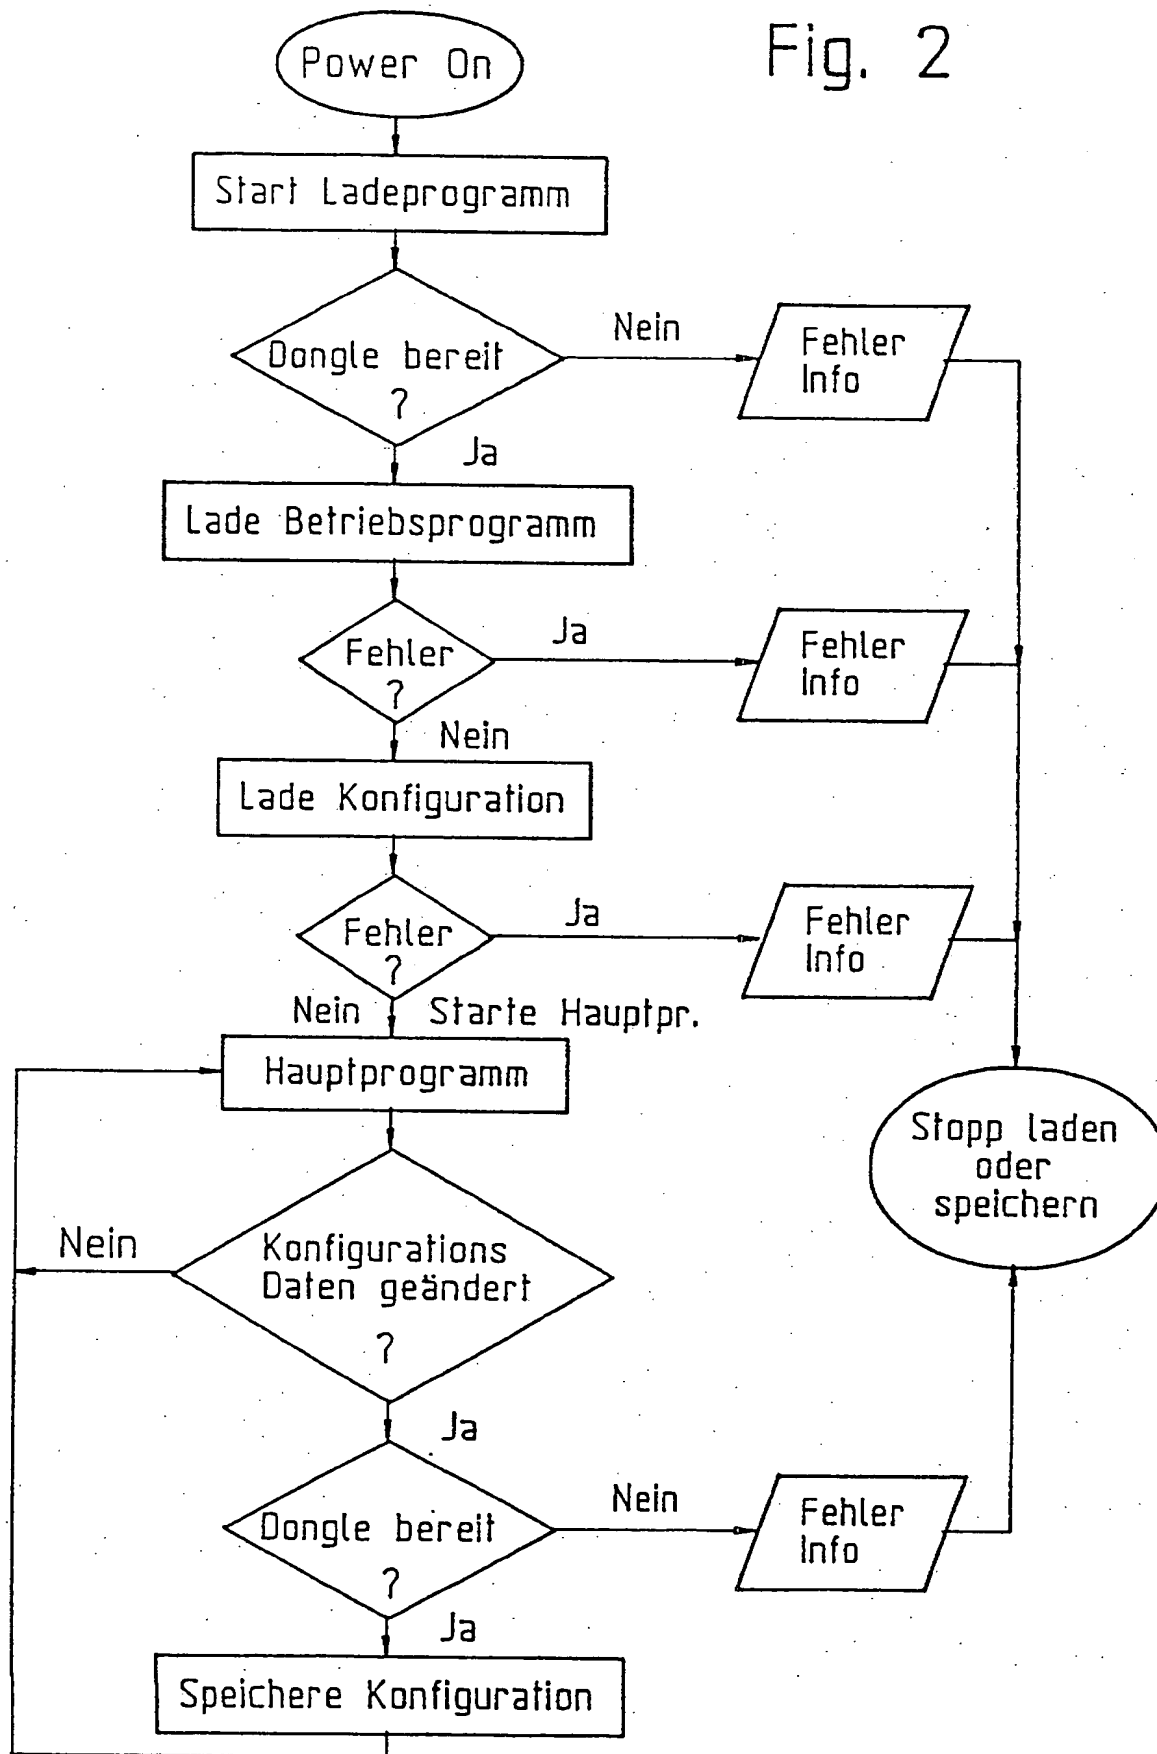 Fig. 2
Power On
Start Ladeprogramm
Dongle bereit
?
Nein
Fehler
Info
Ja
Lade Betriebsprogramm
Fehler
?
Ja
Fehler
Info
Nein
Lade Konfiguration
Fehler
?
Ja
Fehler
Info
Nein
Starte Hauptpr.
Hauptprogramm
Stopp laden
oder
speichern
Nein
Konfigurations
Daten geändert
?
Ja
Dongle bereit
?
Nein
Fehler
Info
Ja
Speichere Konfiguration